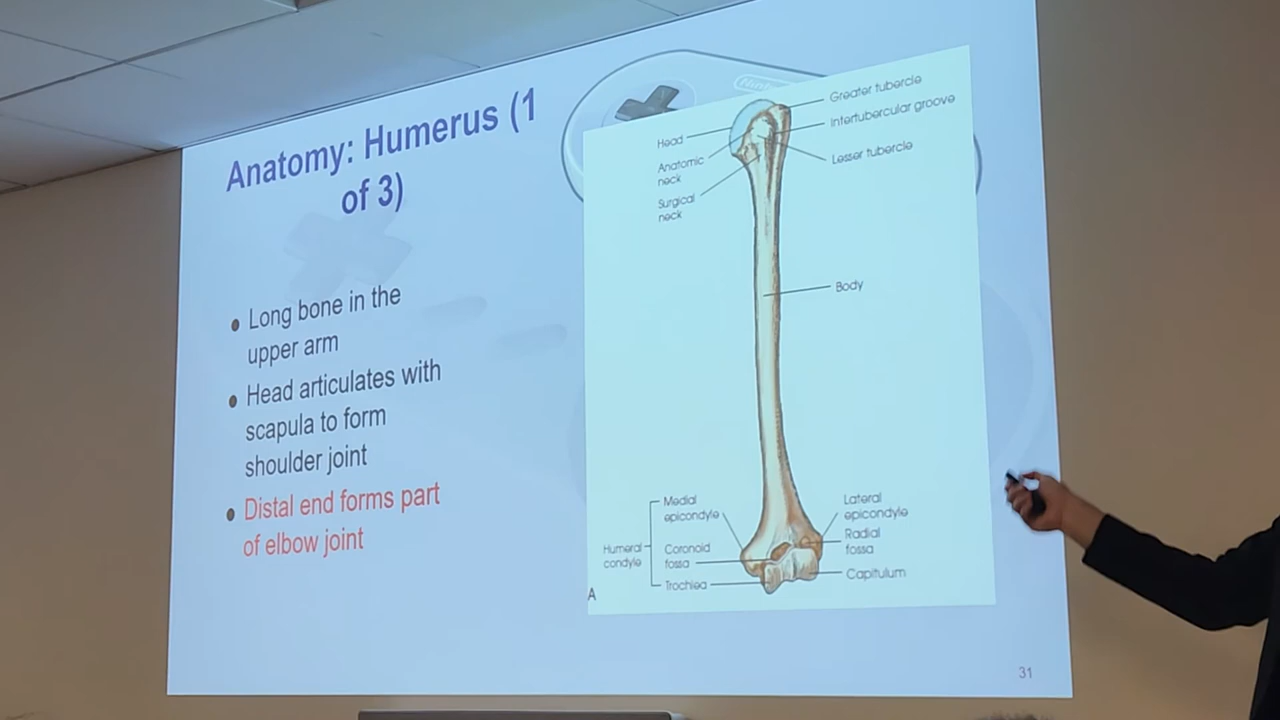 Anatomy: Humerus (1
of 3)
Long bone in the
upper arm
Head articulates with
scapula to form
shoulder joint
Distal end forms part
of elbow joint
Greater tubercle
Intertubercular groove
Lesser tubercle
Head
Anatomic
neck
Surgical
neck
Body
Medial
epicondyle
Humeral
condyle
Coronoid
fossa
Trochlea
Lateral
epicondyle
Radial
fossa
Capitulum
A
31